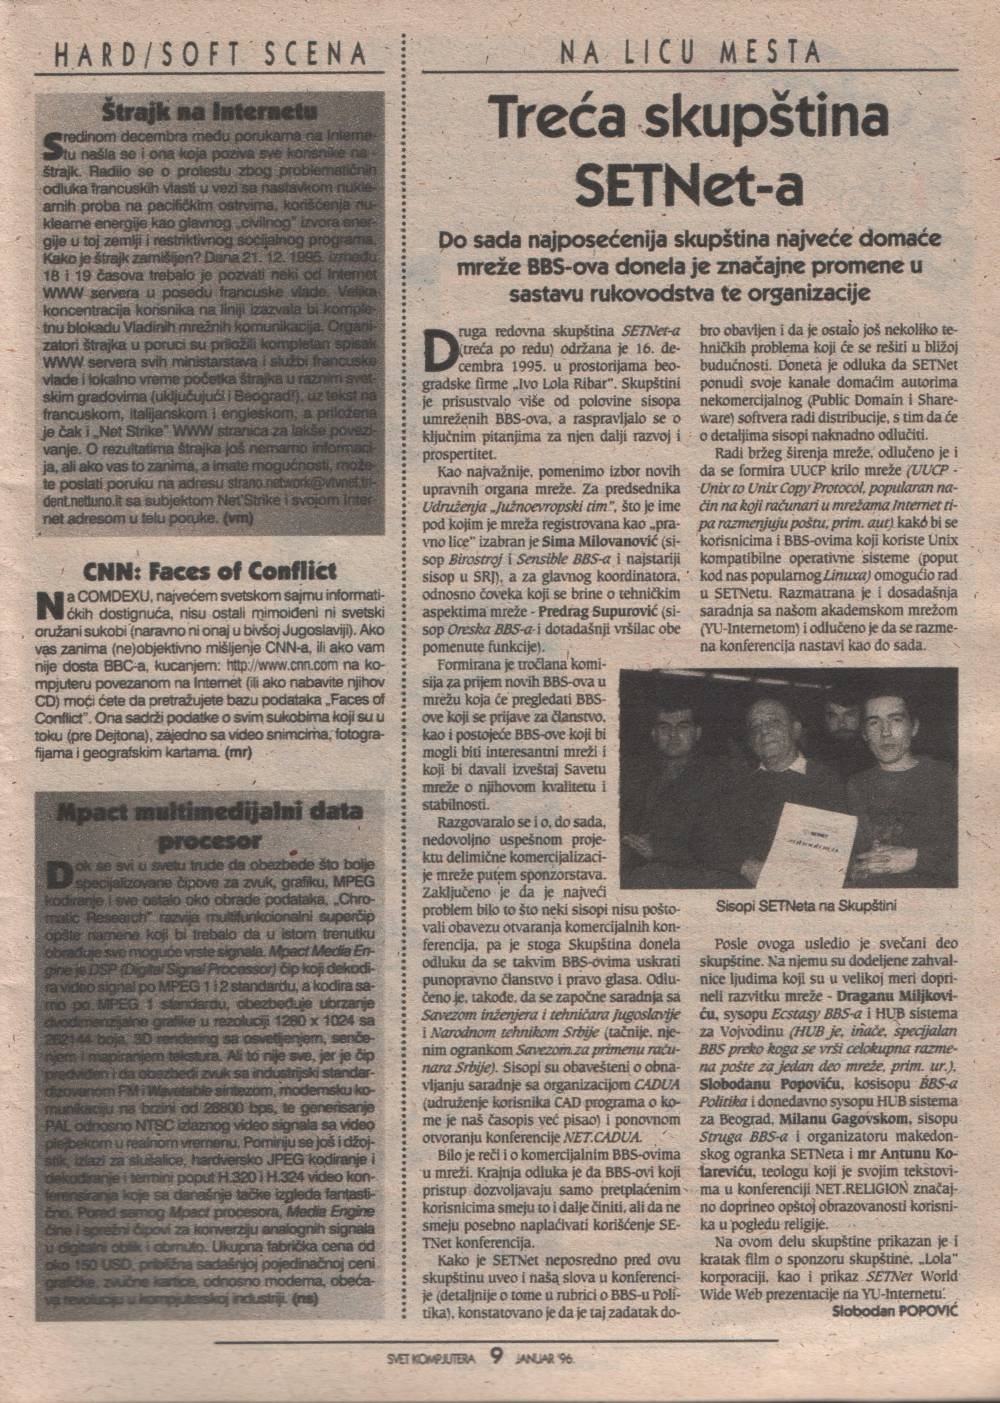 HARD/SOFT SCENA
Štrajk na Internetu
Sredinom decembra među porukama na Interne-
tu našla se i ona koja poziva sve korisnike na
štrajk. Radilo se o protestu zbog problematičnih
odluka francuskih vlasti u vezi sa nastavkom nukle-
arnih proba na pacifičkim ostrvima, korišćenja nu-
klearne energije kao glavnog „civilnog” izvora ener-
gije u toj zemlji i restriktivnog socijalnog programa.
Kako je štrajk zamišljen? Dana 21. 12. 1995. između
18 i 19 časova trebalo je pozvati neki od Internet
WWW servera u posedu francuske vlade. Velika
koncentracija korisnika na liniji izazvala bi komple-
tnu blokadu Vladinih mrežnih komunikacija. Organi-
zatori štrajka u poruci su priložili kompletan spisak
WWW servera svih ministarstava i službi francuske
vlade i lokalno vreme početka štrajka u raznim svet-
skim gradovima (uključujući i Beograd!), uz tekst na
francuskom, italijanskom i engleskom, a priložena
je čak i „Net Strike” WWW stranica za lakše povezi-
vanje. O rezultatima štrajka još nemamo informaci-
ja, ali ako vas to zanima, a imate mogućnosti, može-
te poslati poruku na adresu strano.network@vtvnet.tri-
dent.nettuno.it sa subjektom Net'Strike i svojom Inter-
net adresom u telu poruke. (vm)
CNN: Faces of Conflict
Na COMDEXU, najvećem svetskom sajmu informati-
čkih dostignuća, nisu ostali mimoiđeni ni svetski
oružani sukobi (naravno ni onaj u bivšoj Jugoslaviji). Ako
vas zanima (ne)objektivno mišljenje CNN-a, ili ako vam
nije dosta BBC-a, kucanjem: http://www.cnn.com na ko-
mpjuteru povezanom na Internet (ili ako nabavite njihov
CD) moći ćete da pretražujete bazu podataka „Faces of
Conflict”. Ona sadrži podatke o svim sukobima koji su u
toku (pre Dejtona), zajedno sa video snimcima, fotogra-
fijama i geografskim kartama. (mr)
Mpact multimedijalni data
procesor
Dok se svi u svetu trude da obezbede što bolje
specijalizovane čipove za zvuk, grafiku, MPEG
kodiranje i sve ostalo oko obrade podataka, „Chro-
matic Research” razvija multifunkcionalni superčip
opšte namene koji bi trebalo da u istom trenutku
obrađuje sve moguće vrste signala. Mpact Media En-
gine je DSP (Digital Signal Processor) čip koji dekodi-
ra video signal po MPEG 1 i 2 standardu, a kodira sa-
mo po MPEG 1 standardu, obezbeđuje ubrzanje
dvodimenzijalne grafike u rezoluciji 1280 x 1024 sa
262144 boja, 3D rendering sa osvetljenjem, senče-
njem i mapiranjem tekstura. Ali to nije sve, jer je čip
predviđen i da obezbedi zvuk sa industrijski standar-
dizovanom FM i Wavetable sintezom, modemsku ko-
munikaciju na brzini od 28800 bps, te generisanje
PAL odnosno NTSC izlaznog video signala sa video
plejbekom u realnom vremenu. Pominju se još i džoj-
stik, izlazi za slušalice, hardversko JPEG kodiranje i
dekodiranje i termini poput H.320 i H.324 video kon-
ferensiranja koje sa današnje tačke izgleda fantasti-
čno. Pored samog Mpact procesora, Media Engine
čine i sprežni čipovi za konverziju analognih signala
u digitalni oblik i obrnuto. Ukupna fabrička cena od
oko 150 USD, približna sadašnjoj pojedinačnoj ceni
grafičke, zvučne kartice, odnosno modema, obeća-
va revoluciju u kompjuterskoj industriji. (ns)
NA LICU MESTA
Treća skupština
SETNet-a
Do sada najposećenija skupština najveće domaće
mreže BBS-ova donela je značajne promene u
sastavu rukovodstva te organizacije
Druga redovna skupština SETNet-a
(treća po redu) održana je 16. de-
cembra 1995. u prostorijama beo-
gradske firme „Ivo Lola Ribar”. Skupštini
je prisustvalo više od polovine sisopa
umreženih BBS-ova, a raspravljalo se o
ključnim pitanjima za njen dalji razvoj i
prospertitet.
Kao najvažnije, pomenimo izbor novih
upravnih organa mreže. Za predsednika
Udruženja „Južnoevropski tim”, što je ime
pod kojim je mreža registrovana kao „pra-
vno lice” izabran je Sima Milovanović (si-
sop Birostroj i Sensible BBS-a i najstariji
sisop u SRJ), a za glavnog koordinatora,
odnosno čoveka koji se brine o tehničkim
aspektima mreže - Predrag Supurović (si-
sop Oreska BBS-a i dotadašnji vršilac obe
pomenute funkcije).
Formirana je tročlana komi-
sija za prijem novih BBS-ova u
mrežu koja će pregledati BBS-
ove koji se prijave za članstvo,
kao i postojeće BBS-ove koji bi
mogli biti interesantni mreži i
koji bi davali izveštaj Savetu
mreže o njihovom kvalitetu i
stabilnosti.
Razgovaralo se i o, do sada,
nedovoljno uspešnom proje-
ktu delimične komercijalizaci-
je mreže putem sponzorstava.
Zaključeno je da je najveći
problem bilo to što neki sisopi nisu pošto-
vali obavezu otvaranja komercijalnih kon-
ferencija, pa je stoga Skupština donela
odluku da se takvim BBS-ovima uskrati
punopravno članstvo i pravo glasa. Odlu-
čeno je, takođe, da se započne saradnja sa
Savezom inženjera i tehničara Jugoslavije
i Narodnom tehnikom Srbije (tačnije, nje-
nim ogrankom Savezom za primenu raču-
nara Srbije). Sisopi su obavešteni o obna-
vljanju saradnje sa organizacijom CADUA
(udruženje korisnika CAD programa o ko-
me je naš časopis već pisao) i ponovnom
otvoranju konferencije NET.CADUA.
Bilo je reči i o komercijalnim BBS-ovima
u mreži. Krajnja odluka je da BBS-ovi koji
pristup dozvoljavaju samo pretplaćenim
korisnicima smeju to i dalje činiti, ali da ne
smeju posebno naplaćivati korišćenje SE-
TNet konferencija.
Kako je SETNet neposredno pred ovu
skupštinu uveo i naša slova u konferenci-
je (detaljnije o tome u rubrici o BBS-u Poli-
tika), konstatovano je da je taj zadatak do-
bro obavljen i da je ostalo još nekoliko te-
hničkih problema koji će se rešiti u bližoj
budućnosti. Doneta je odluka da SETNet
ponudi svoje kanale domaćim autorima
nekomercijalnog (Public Domain i Share-
ware) softvera radi distribucije, s tim da će
o detaljima sisopi naknadno odlučiti.
Radi bržeg širenja mreže, odlučeno je i
da se formira UUCP krilo mreže (UUCP -
Unix to Unix Copy Protocol, popularan na-
čin na koji računari u mrežama Internet ti-
pa razmenjuju poštu, prim. aut) kako bi se
korisnicima i BBS-ovima koji koriste Unix
kompatibilne operativne sisteme (poput
kod nas popularnog Linuxa) omogućio rad
u SETNetu. Razmatrana je i dosadašnja
saradnja sa našom akademskom mrežom
(YU-Internetom) i odlučeno je da se razme-
na konferencija nastavi kao do sada.
SETNET
Sisopi SETNeta na Skupštini
Posle ovoga usledio je svečani deo
skupštine. Na njemu su dodeljene zahval-
nice ljudima koji su u velikoj meri dopri-
neli razvitku mreže - Draganu Miljkovi-
ću, sysopu Ecstasy BBS-a i HUB sistema
za Vojvodinu (HUB je, inače, specijalan
BBS preko koga se vrši celokupna razme-
na pošte za jedan deo mreže, prim. ur.),
Slobodanu Popoviću, kosisopu BBS-a
Politika i donedavno sysopu HUB sistema
za Beograd, Milanu Gagovskom, sisopu
Struga BBS-a i organizatoru makedon-
skog ogranka SETNeta i mr Antunu Ko-
lareviću, teologu koji je svojim tekstovi-
ma u konferenciji NET.RELIGION značaj-
no doprineo opštoj obrazovanosti korisni-
ka u pogledu religije.
Na ovom delu skupštine prikazan je i
kratak film o sponzoru skupštine, „Lola”
korporaciji, kao i prikaz SETNet World
Wide Web prezentacije na YU-Internetu.
Slobodan POPOVIĆ
SVET KOMPJUTERA 9 JANUAR '96.